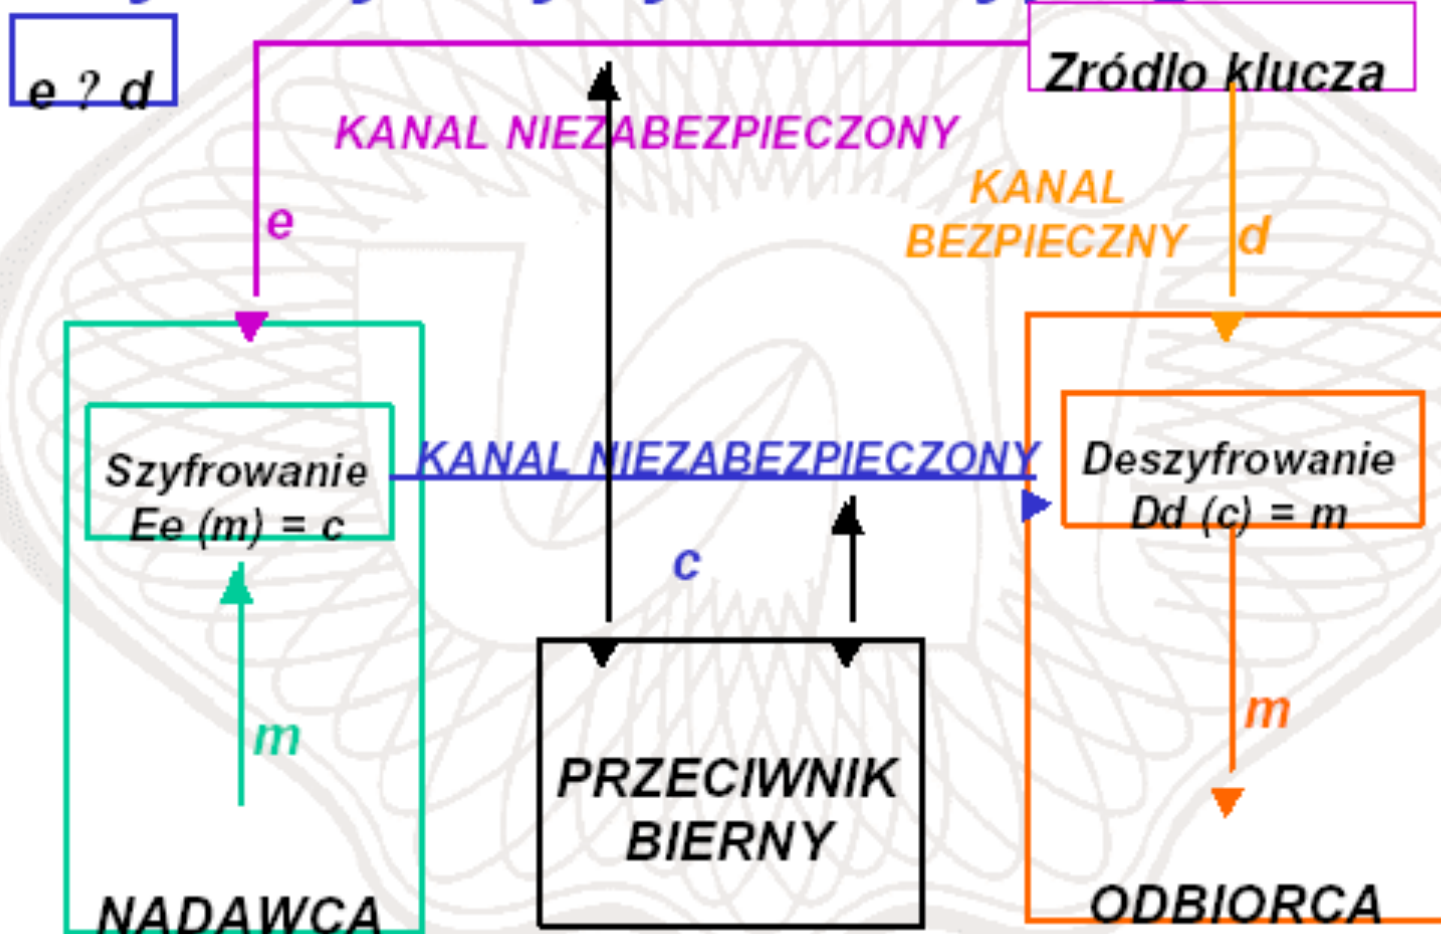 e ? d
Zródlo klucza
KANAL NIEZABEZPIECZONY
KANAL
BEZPIECZNY
e
d
Szyfrowanie
Ee (m) = c
KANAL NIEZABEZPIECZONY
Deszyfrowanie
Dd (c) = m
c
m
m
PRZECIWNIK
BIERNY
NADAWCA
ODBIORCA